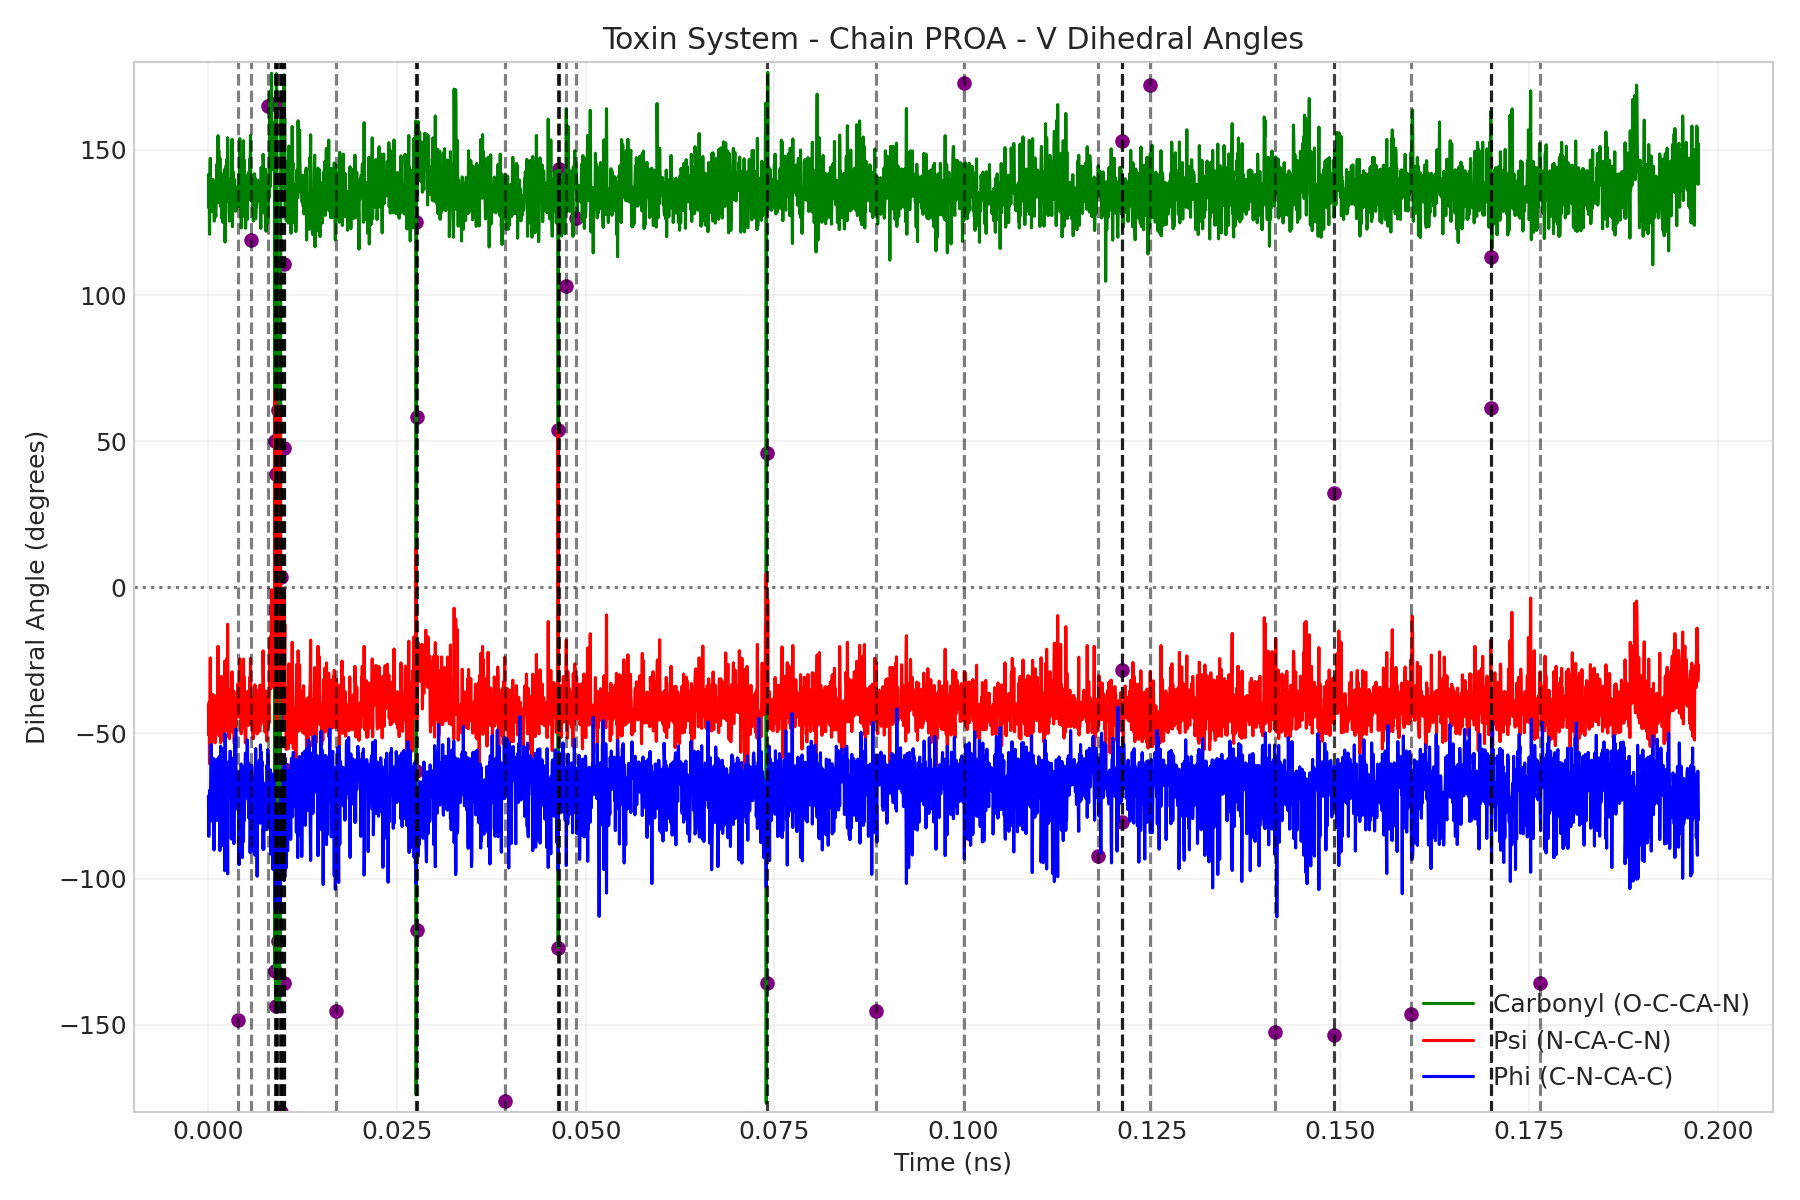 Toxin System - Chain PROA - V Dihedral Angles
Dihedral Angle (degrees)
150
100
50
0
−50
−100
−150
Carbonyl (O-C-CA-N)
Psi (N-CA-C-N)
Phi (C-N-CA-C)
0.000 0.025 0.050 0.075 0.100 0.125 0.150 0.175 0.200
Time (ns)